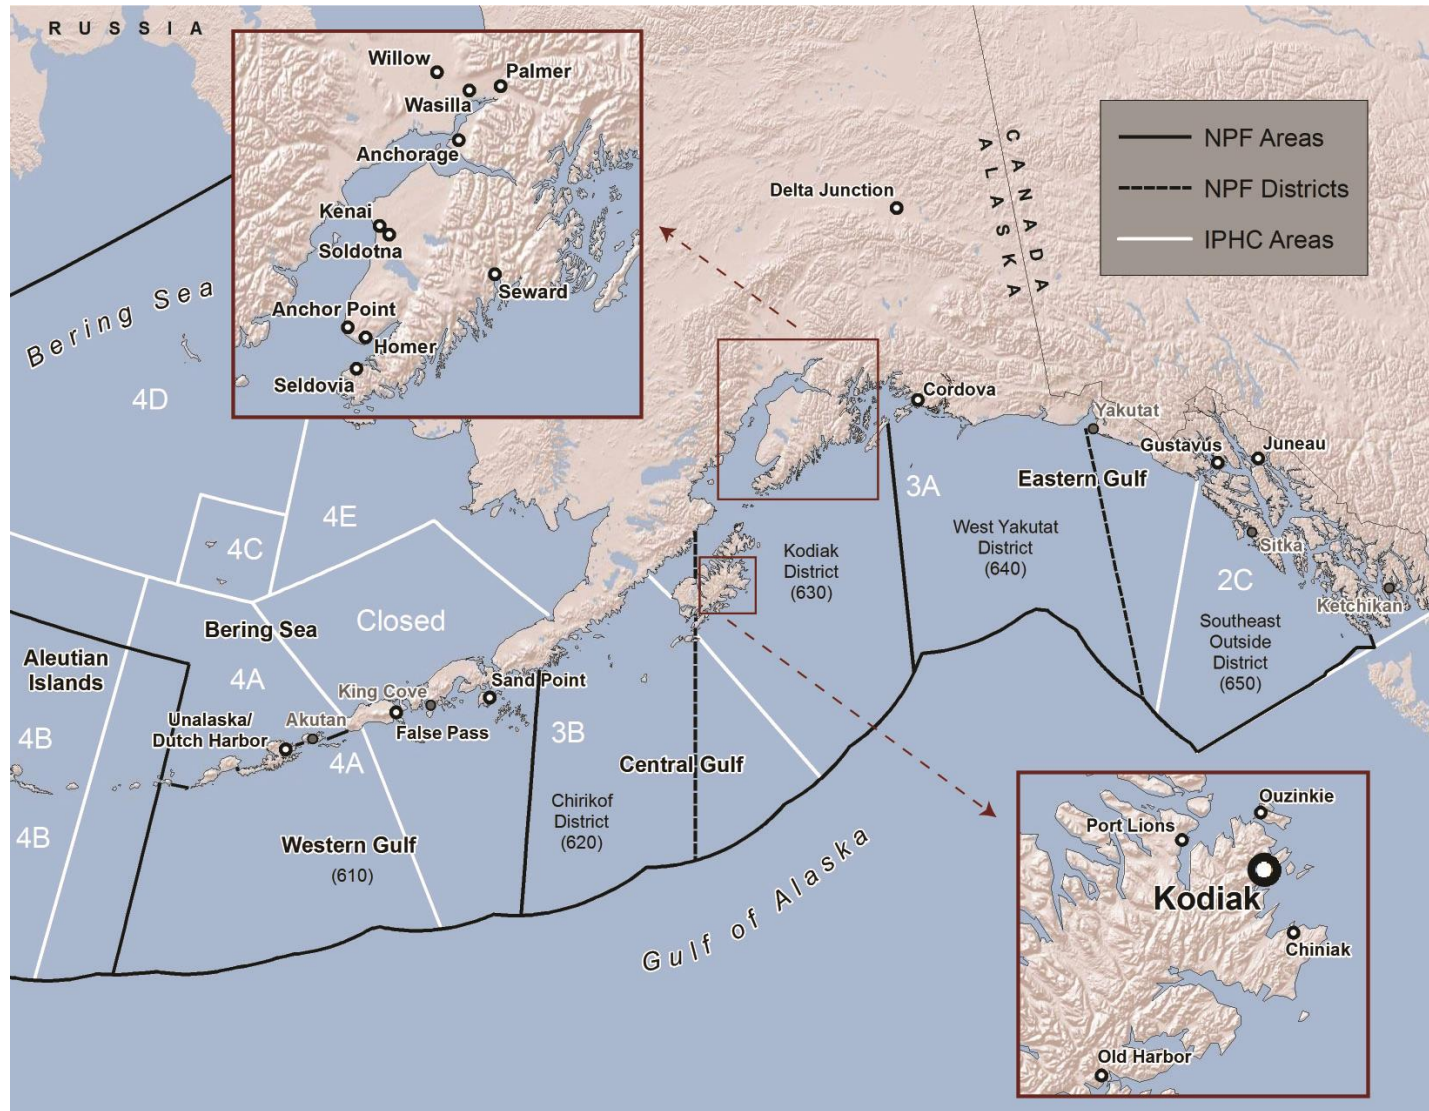 RUSSIA
Willow
Palmer
Wasilla
Anchorage
Kenai
Soldotna
Seward
Anchor Point
Homer
Seldovia
CANADA
ALASKA
NPF Areas
NPF Districts
IPHC Areas
Delta Junction
Bering Sea
4D
Cordova
Yakutat
Gustavus
Juneau
Eastern Gulf
3A
4E
4C
West Yakutat
District
(640)
Kodiak
District
(630)
Sitka
2C
Ketchikan
Southeast
Outside
District
(650)
Closed
Bering Sea
Aleutian
Islands
4A
King Cove
Sand Point
Unalaska/
Dutch Harbor
Akutan
False Pass
4B
4A
3B
Central Gulf
Chirikof
District
(620)
4B
Western Gulf
(610)
Gulf of Alaska
Ouzinkie
Port Lions
Kodiak
Chiniak
Old Harbor